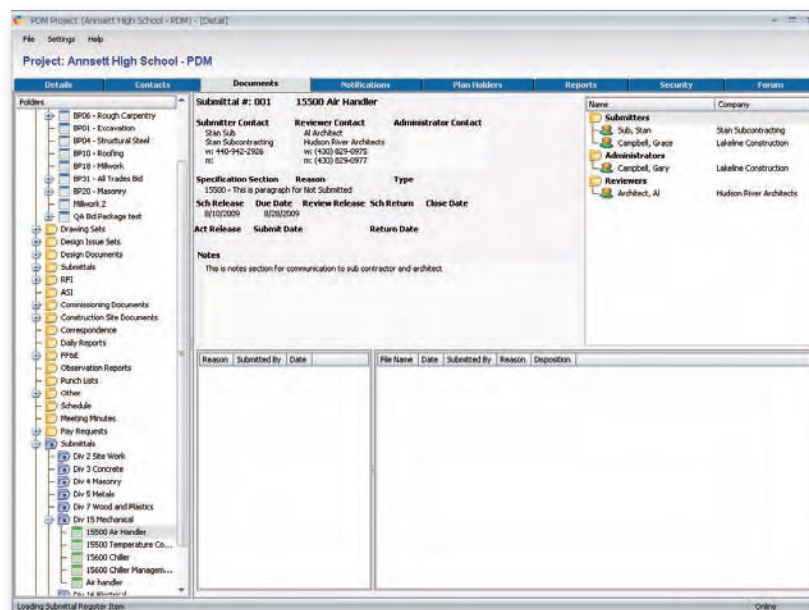 PDM Project (Annsett High School - PDM) - [Detail]
File Settings Help
Project: Annsett High School - PDM
Details Contacts Documents Notifications Plan Holders Reports Security Forum
Folders
BP06 - Rough Carpentry
BP01 - Excavation
BP04 - Structural Steel
BP10 - Roofing
BP18 - Millwork
BP31 - All Trades Bid
BP20 - Masonry
Millwork 2
QA Bid Package test
Drawing Sets
Design Issue Sets
Design Documents
Submittals
RFI
ASI
Commissioning Documents
Construction Site Documents
Correspondence
Daily Reports
FF&E
Observation Reports
Punch Lists
Other
Schedule
Meeting Minutes
Pay Requests
Submittals
Div 2 Site Work
Div 3 Concrete
Div 4 Masonry
Div 5 Metals
Div 7 Wood and Plastics
Div 15 Mechanical
15500 Air Handler
15500 Temperature Co...
15600 Chiller
15600 Chiller Managem...
Air handler
Div 16 Electrical
Submittal #: 001 15500 Air Handler
Submitter Contact Reviewer Contact Administrator Contact
Stan Sub Al Architect
Stan Subcontracting Hudson River Architects
w: 440-942-2926 w: (430) 829-0975
m: m: (430) 829-0977
Specification Section Reason Type
15500 - This is paragraph for Not Submitted
Sch Release Due Date Review Release Sch Return Close Date
8/10/2009 8/28/2009
Act Release Submit Date Return Date
Notes
This is notes section for communication to sub contractor and architect
Name Company
Submitters
Sub, Stan Stan Subcontracting
Campbell, Grace Lakeline Construction
Administrators
Campbell, Gary Lakeline Construction
Reviewers
Architect, Al Hudson River Architects
Reason Submitted By Date
File Name Date Submitted By Reason Disposition
Loading Submittal Register Item Online